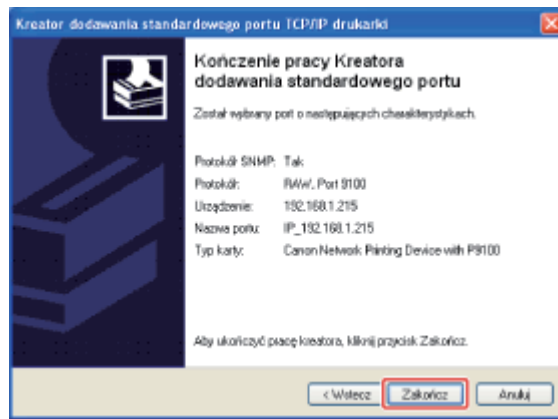 Kreator dodawania standardowego portu TCP/IP drukarki
Kończenie pracy Kreatora
dodawania standardowego portu
Został wybrany port o następujących charakterystykach.
Protokół SNMP: Tak
Protokół: RAW, Port 9100
Urządzenie: 192.168.1.215
Nazwa portu: IP_192.168.1.215
Typ karty: Canon Network Printing Device with P9100
Aby ukończyć pracę kreatora, kliknij przycisk Zakończ.
< Wstecz Zakończ Anuluj